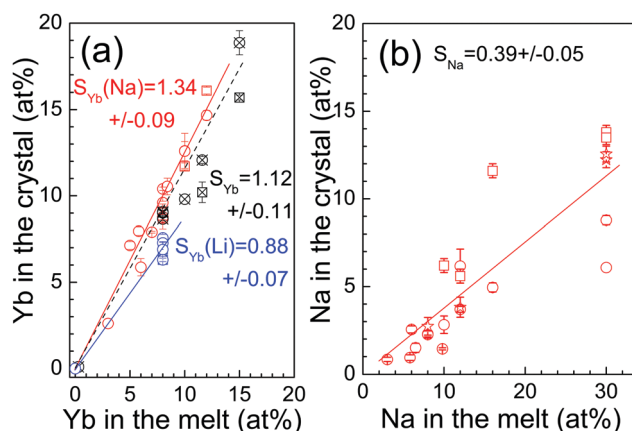 (a)
S_Yb(Na)=1.34
+/-0.09
S_Yb=1.12
+/-0.11
S_Yb(Li)=0.88
+/-0.07
20
15
10
5
0
0 5 10 15 20
Yb in the crystal (at%)
Yb in the melt (at%)
(b)
S_Na=0.39+/-0.05
20
15
10
5
0
0 10 20 30
Na in the crystal (at%)
Na in the melt (at%)